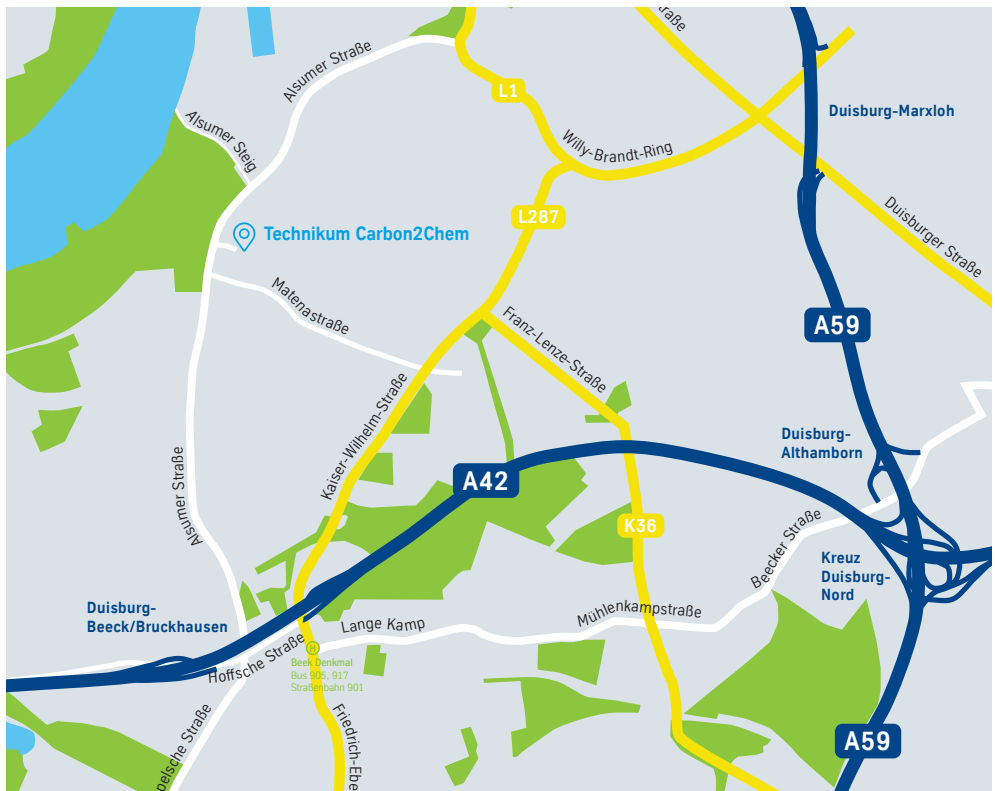 traße
Alsumer Straße
L1
Duisburg-Marxloh
Alsumer Steig
Willy-Brandt-Ring
L287
Duisburger Straße
Technikum Carbon2Chem
Matenastraße
Franz-Lenze-Straße
A59
Kaiser-Wilhelm-Straße
Duisburg-
Althamborn
A42
Alsumer Straße
K36
Beecker Straße
Kreuz
Duisburg-
Nord
Duisburg-
Beeck/Bruckhausen
Lange Kamp
Mühlenkampstraße
Hoffsche Straße
H
Beek Denkmal
Bus 905, 917
Straßenbahn 901
pelsche Straße
Friedrich-Ebe
A59